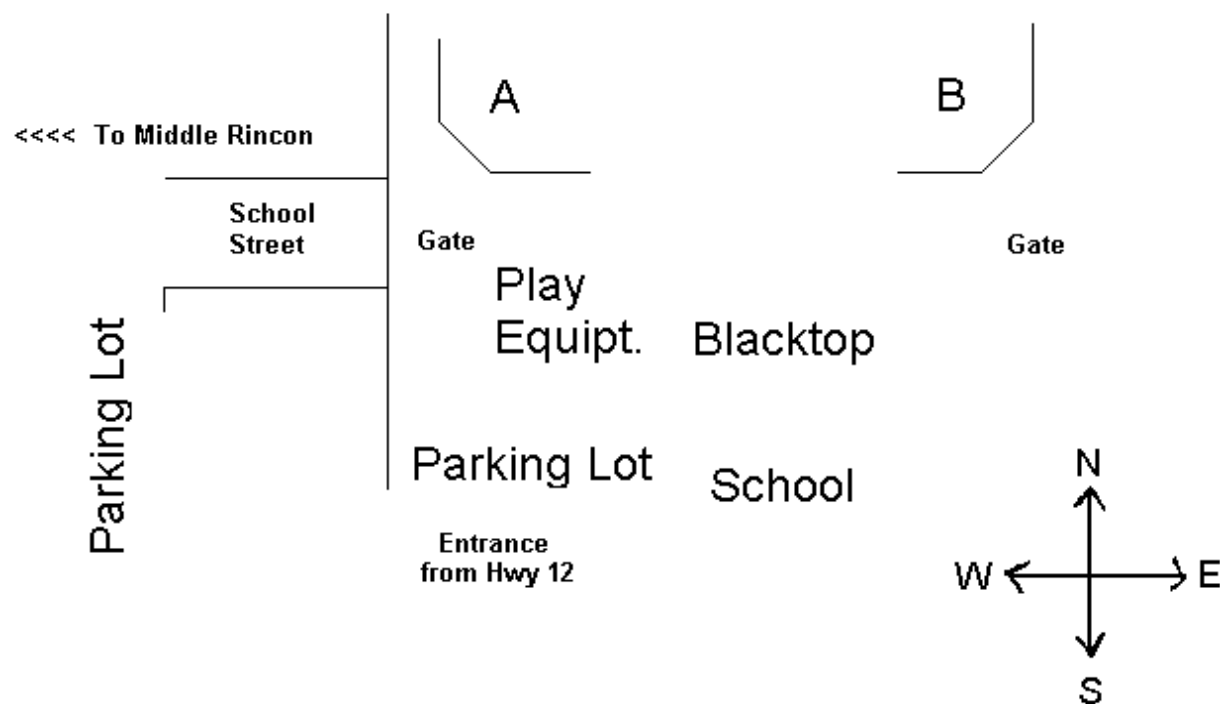 A
B
<<<< To Middle Rincon
School
Street
Gate
Gate
Play
Equipt.
Blacktop
Parking Lot
Parking Lot
School
Entrance
from Hwy 12
N
W
E
S